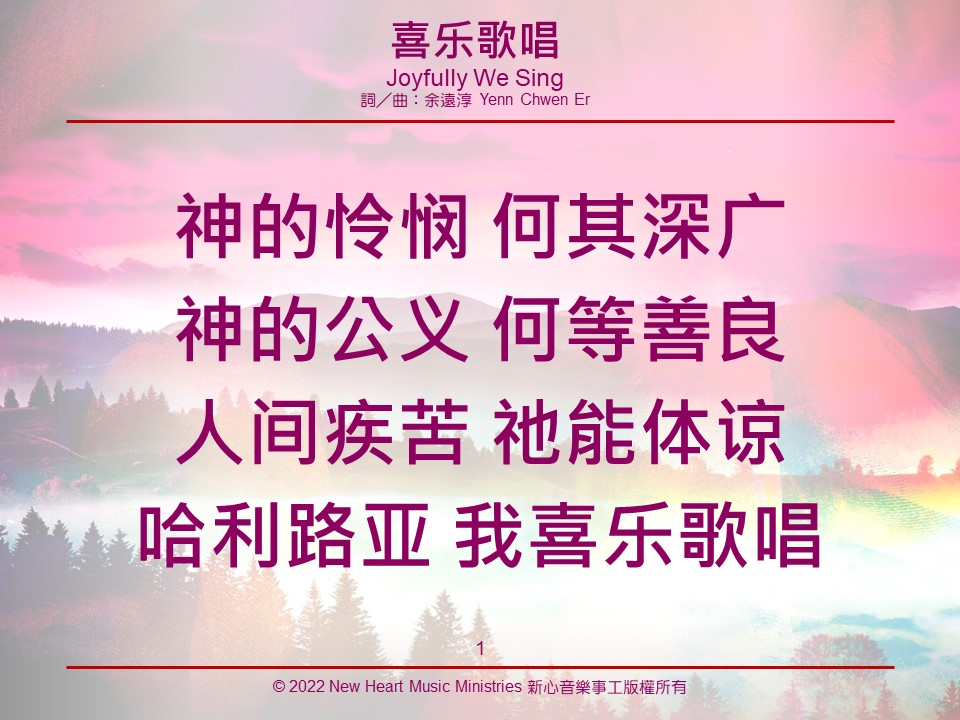 喜乐歌唱
Joyfully We Sing
詞／曲：余遠淳 Yenn Chwen Er
神的怜悯 何其深广
神的公义 何等善良
人间疾苦 祂能体谅
哈利路亚 我喜乐歌唱
1
© 2022 New Heart Music Ministries 新心音樂事工版權所有